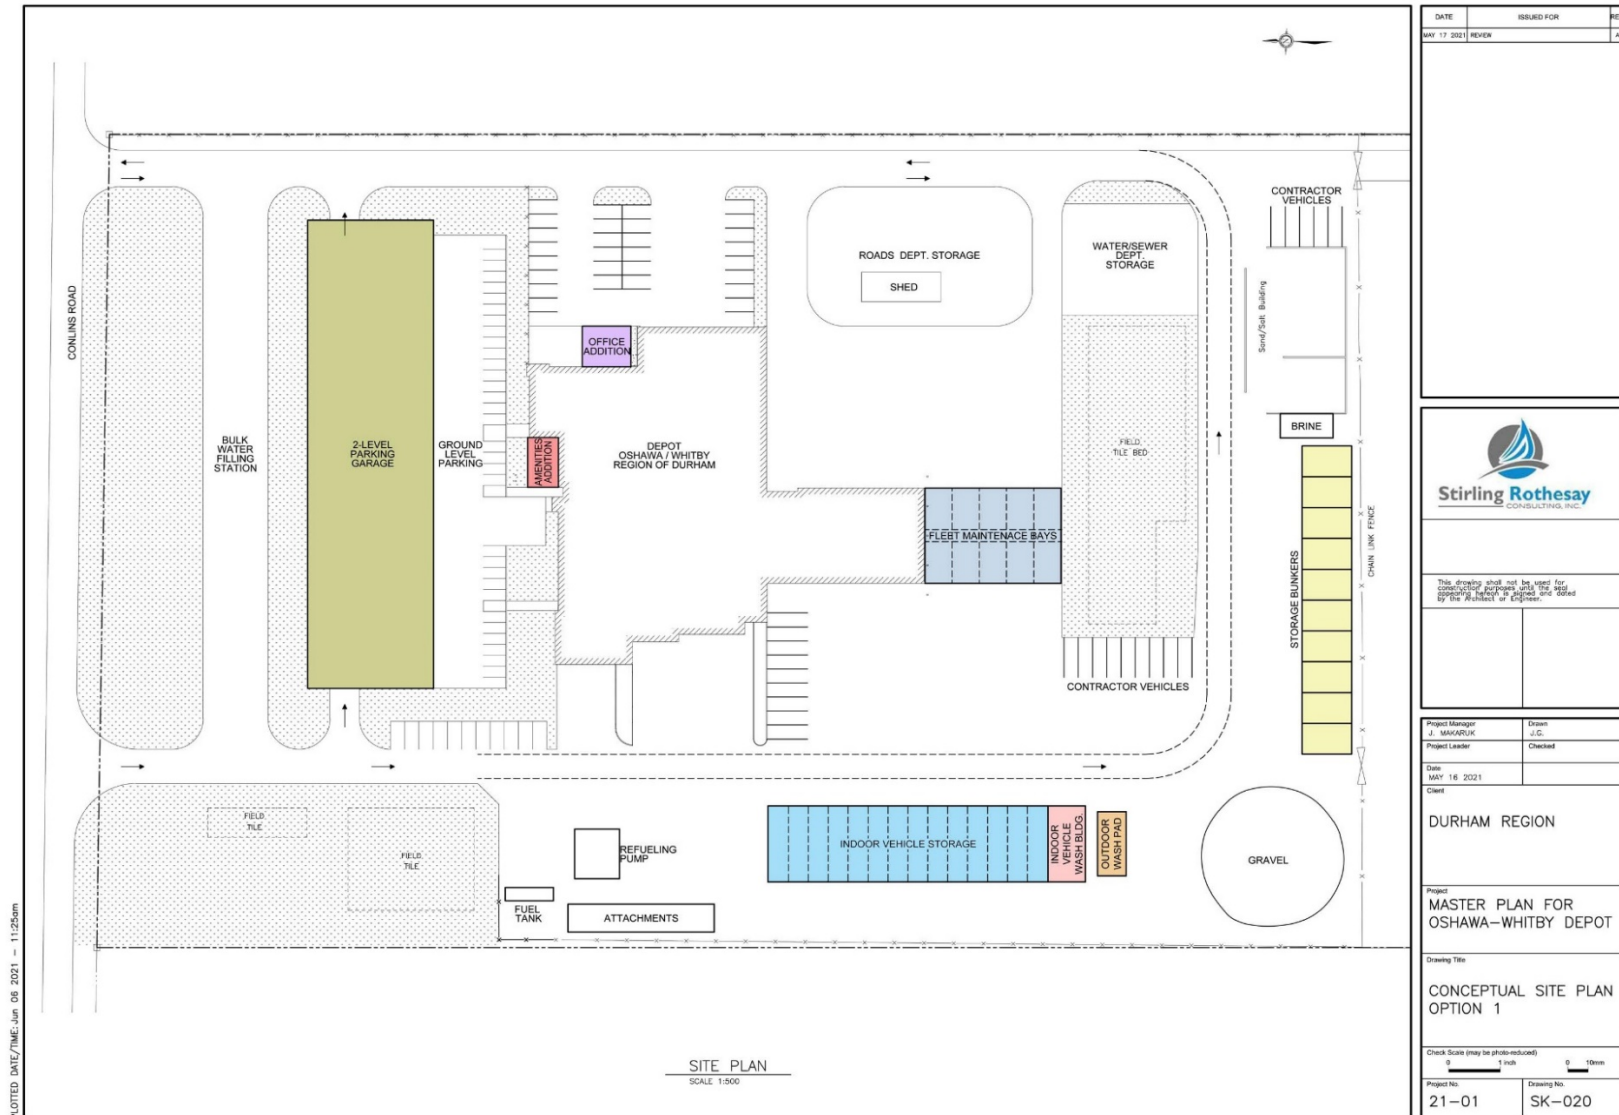 DATE
ISSUED FOR
MAY 17 2021
REVIEW
A
CONTRACTOR
VEHICLES
ROADS DEPT. STORAGE
SHED
WATER/SEWER
DEPT.
STORAGE
Sand/Salt Building
CONLINS ROAD
OFFICE
ADDITION
BULK
WATER
FILLING
STATION
2-LEVEL
PARKING
GARAGE
GROUND
LEVEL
PARKING
AMENITIES
ADDITION
DEPOT
OSHAWA / WHITBY
REGION OF DURHAM
FIELD
TILE BED
BRINE
FLEET MAINTENACE BAYS
STORAGE BUNKERS
CHAIN LINK FENCE
CONTRACTOR VEHICLES
FIELD
TILE
FIELD
TILE
REFUELING
PUMP
FUEL
TANK
ATTACHMENTS
INDOOR VEHICLE STORAGE
INDOOR
VEHICLE
WASH BLDG.
OUTDOOR
WASH PAD
GRAVEL
SITE PLAN
SCALE 1:500
PLOTTED DATE/TIME: Jun 06 2021 - 11:25am
Stirling Rothesay
CONSULTING, INC.
This drawing shall not be used for
construction purposes until the seal
appearing hereon is signed and dated
by the Architect or Engineer.
Project Manager
J. MAKARUK
Drawn
J.G.
Project Leader
Checked
Date
MAY 16 2021
Client
DURHAM REGION
Project
MASTER PLAN FOR
OSHAWA-WHITBY DEPOT
Drawing Title
CONCEPTUAL SITE PLAN
OPTION 1
Check Scale (may be photo-reduced)
0 1 inch 0 10mm
Project No.
21-01
Drawing No.
SK-020